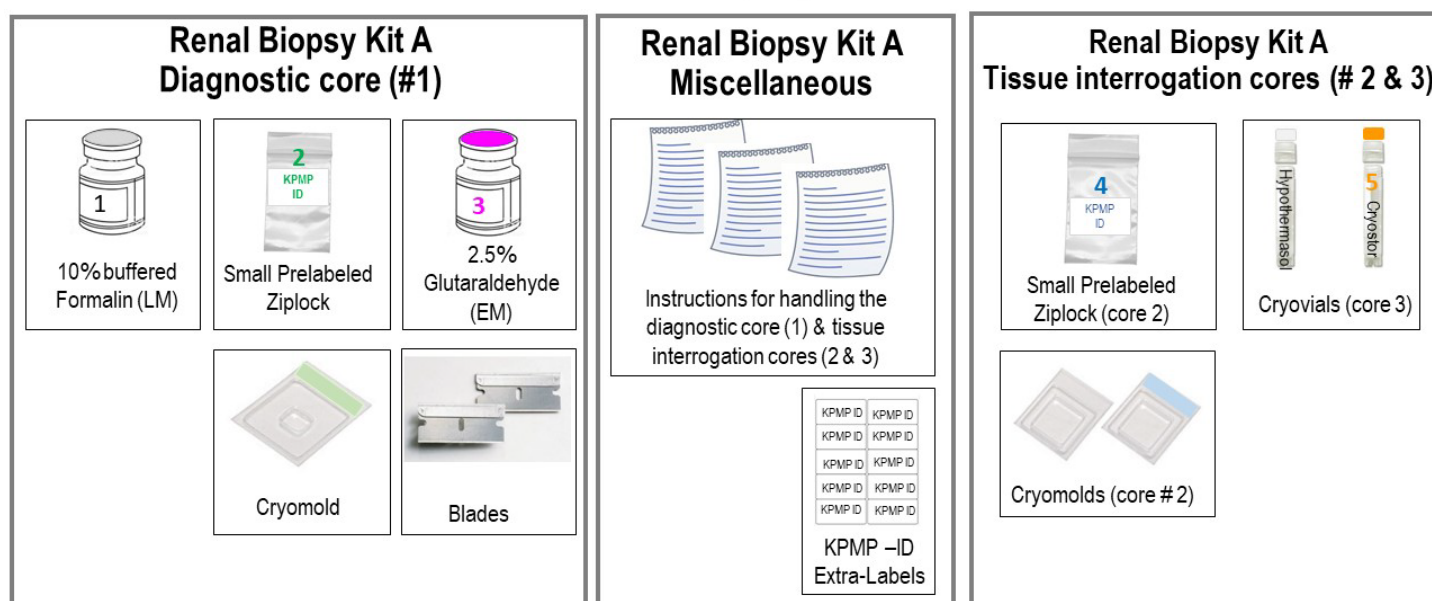 Renal Biopsy Kit A
Diagnostic core (#1)
1
10% buffered
Formalin (LM)
2
KPMP
ID
Small Prelabeled
Ziplock
3
2.5%
Glutaraldehyde
(EM)
Cryomold
Blades
Renal Biopsy Kit A
Miscellaneous
Instructions for handling the
diagnostic core (1) & tissue
interrogation cores (2 & 3)
KPMP ID KPMP ID
KPMP ID KPMP ID
KPMP ID KPMP ID
KPMP ID KPMP ID
KPMP ID KPMP ID
KPMP –ID
Extra-Labels
Renal Biopsy Kit A
Tissue interrogation cores (# 2 & 3)
4
KPMP
ID
Small Prelabeled
Ziplock (core 2)
Hypothermasol
5 Cryostor
Cryovials (core 3)
Cryomolds (core # 2)